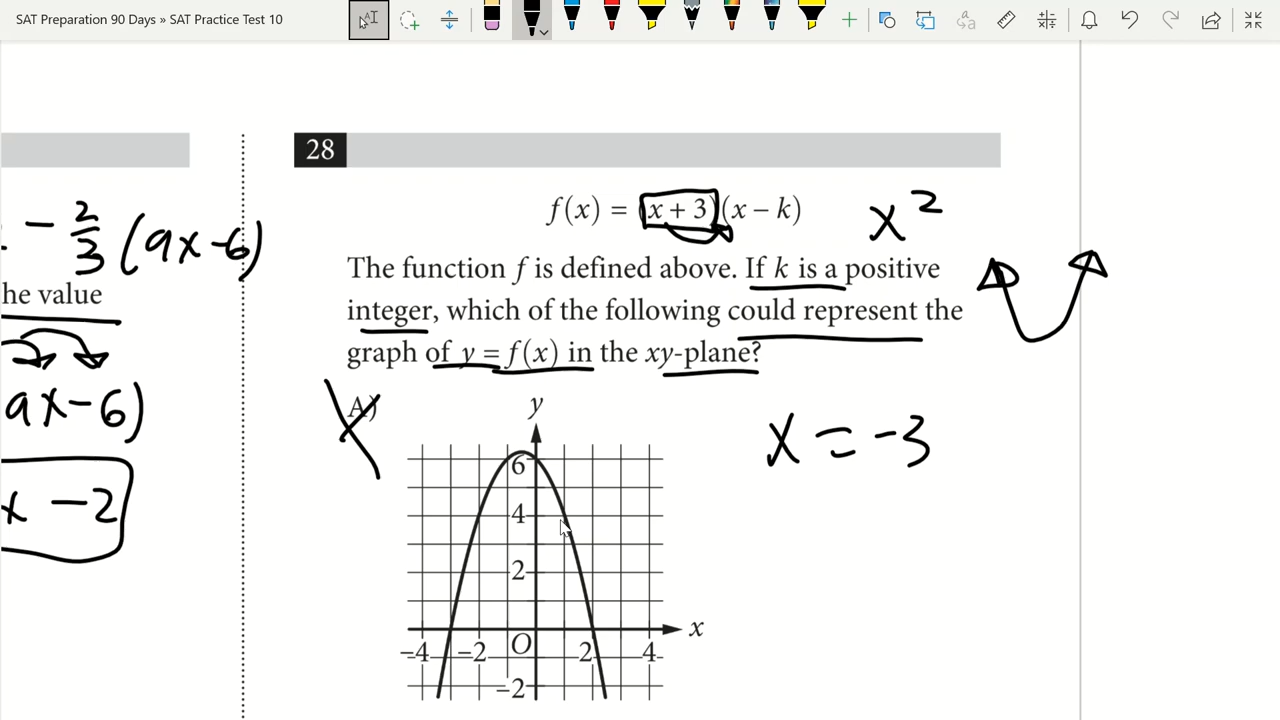 SAT Preparation 90 Days » SAT Practice Test 10
28
f(x) = (x + 3)(x – k)
x²
– 2/3 (9x–6)
The function f is defined above. If k is a positive
he value
integer, which of the following could represent the
graph of y = f(x) in the xy-plane?
9x–6)
A)
y
x = –3
6
x –2
4
2
x
–4 –2 O 2 4
–2